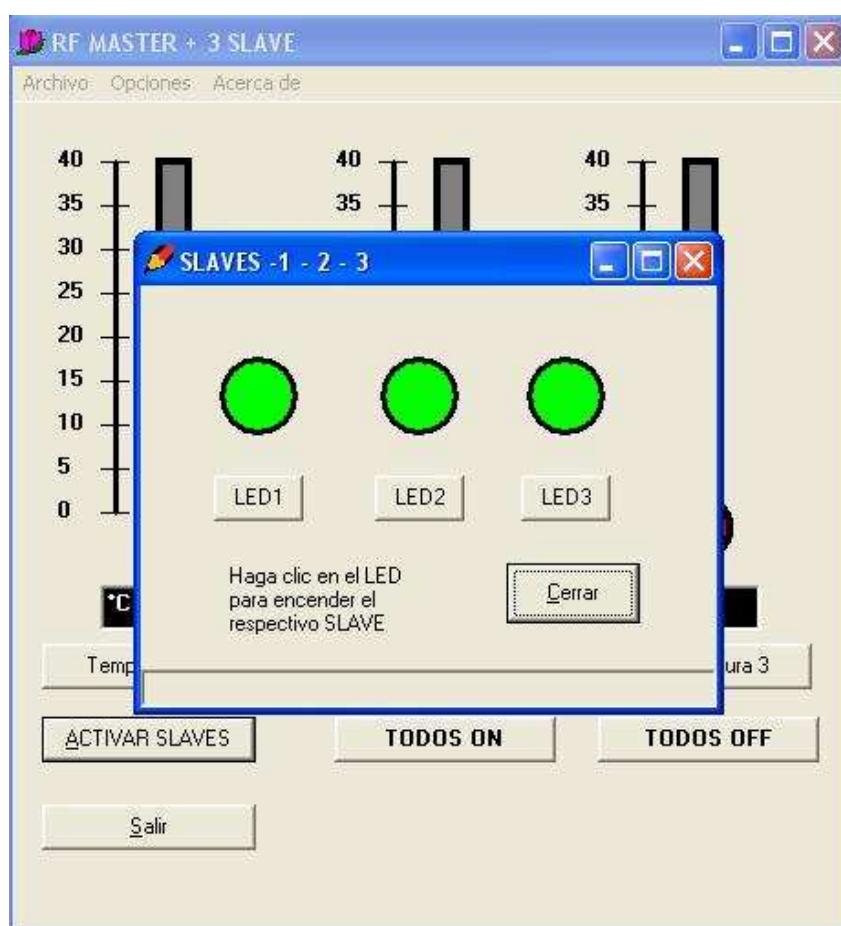 RF MASTER + 3 SLAVE
Archivo Opciones Acerca de
40 40 40
35 35 35
30
SLAVES -1 - 2 - 3
25
20
15
10
5
0
LED1 LED2 LED3
Haga clic en el LED
para encender el
respectivo SLAVE
Cerrar
°C
Temp ura 3
ACTIVAR SLAVES TODOS ON TODOS OFF
Salir